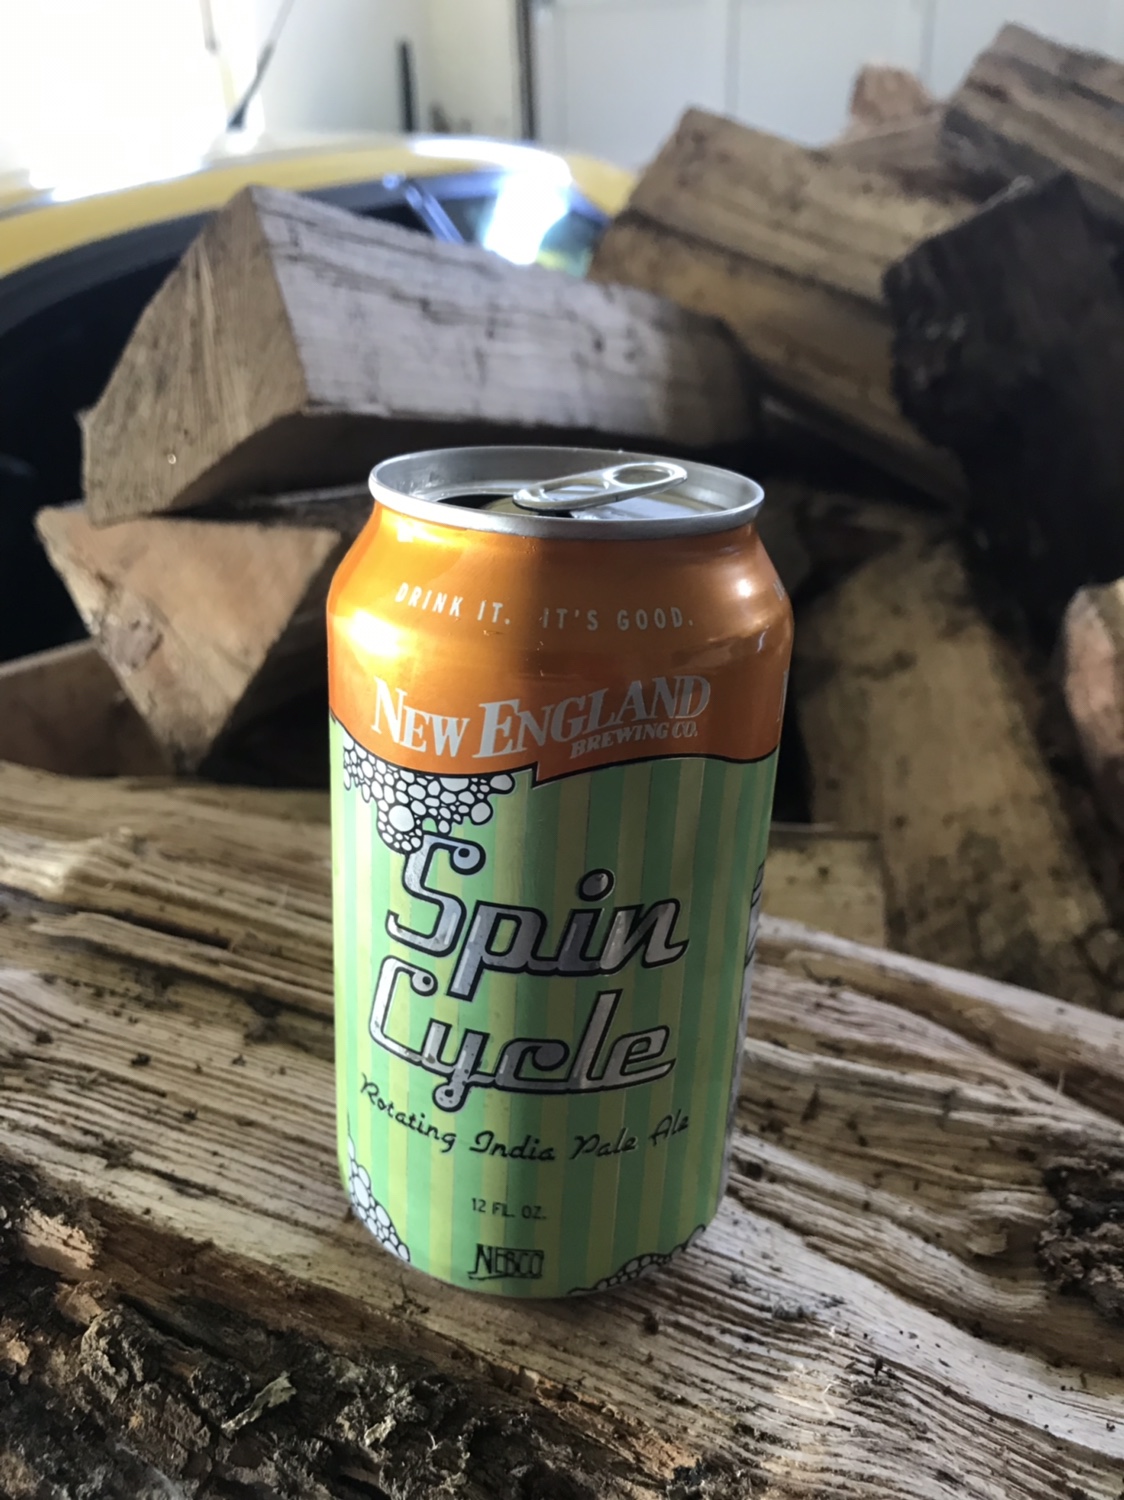 DRINK IT. IT'S GOOD.
NEW ENGLAND
BREWING CO.
Spin
Cycle
Rotating India Pale Ale
12 FL. OZ.
NEBCO